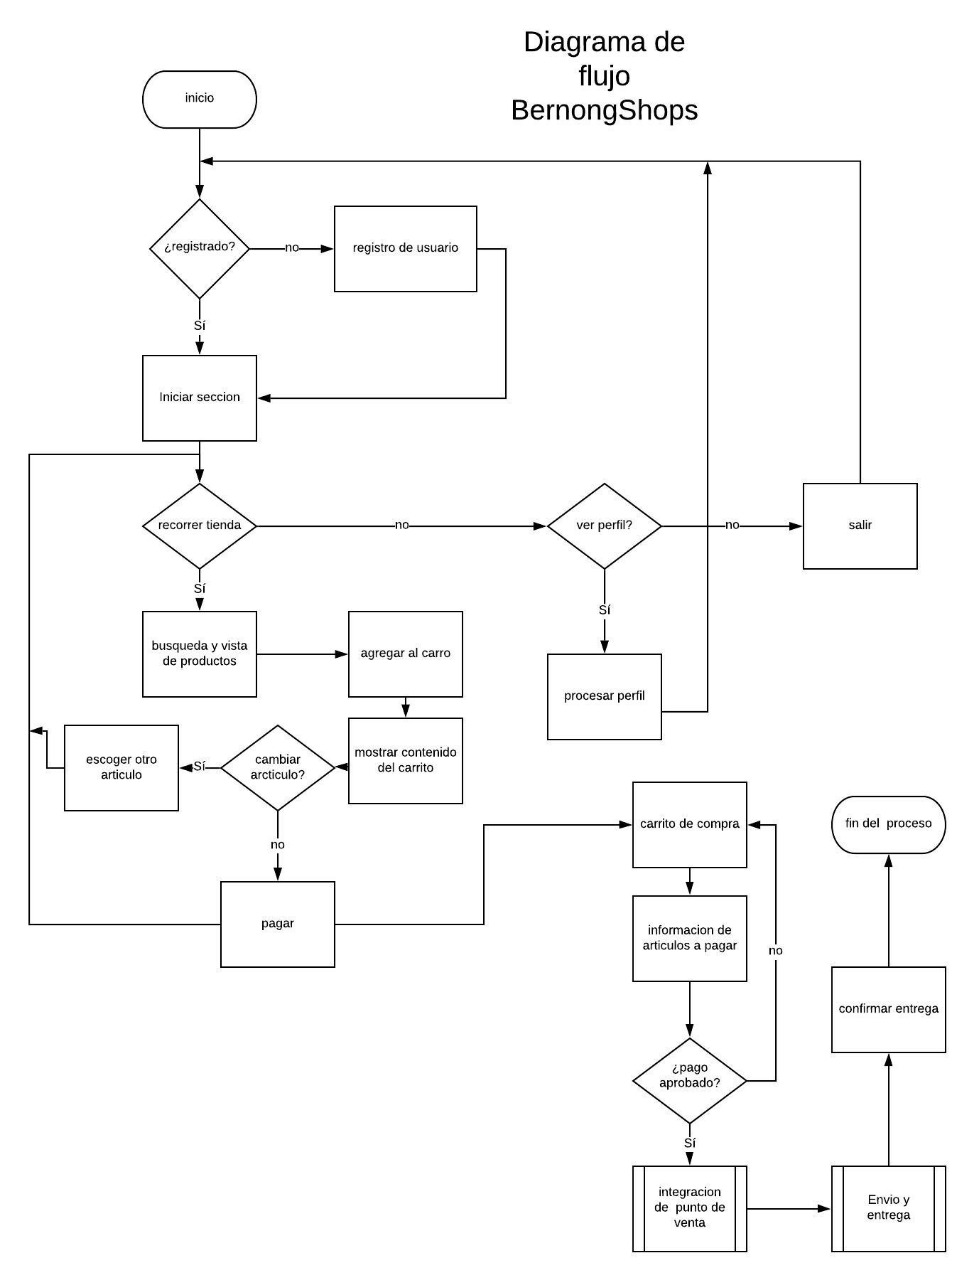 Diagrama de
flujo
BernongShops
inicio
¿registrado?
no
registro de usuario
Sí
Iniciar seccion
recorrer tienda
no
ver perfil?
no
salir
Sí
Sí
busqueda y vista
de productos
agregar al carro
procesar perfil
mostrar contenido
del carrito
cambiar
arcticulo?
Sí
escoger otro
articulo
no
pagar
carrito de compra
fin del proceso
informacion de
articulos a pagar
no
confirmar entrega
¿pago
aprobado?
Sí
integracion
de punto de
venta
Envio y
entrega